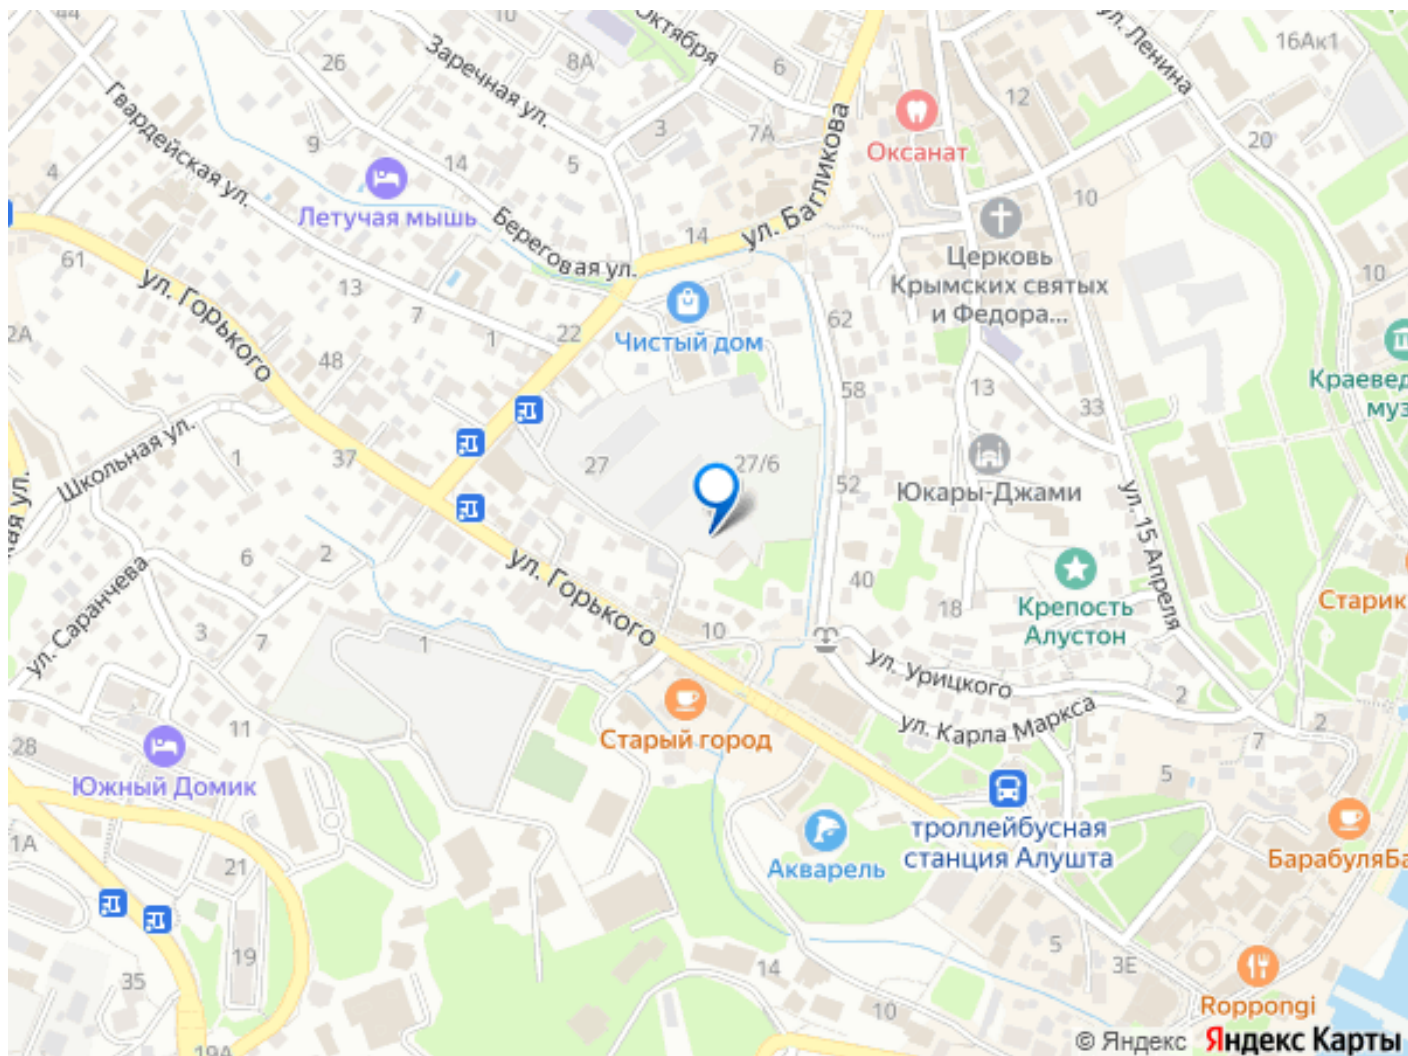 44
10
Октября
ул. Ленина
16Ак1
Заречная ул.
26
8А
6
12
Гвардейская ул.
9
3
7А
Оксанат
20
4
14
5
Летучая мышь
Береговая ул.
14
ул. Багликова
10
Церковь
Крымских святых
и Федора...
61
ул. Горького
13
7
1
22
Чистый дом
62
10
2А
48
58
13
33
Краевед
муз
Школьная ул.
1
37
27
27/6
52
Юкары-Джами
ул. 15 Апреля
кая ул.
6
2
ул. Горького
40
18
Крепость
Алустон
Старик
ул. Саранчева
3
7
1
10
ул. Урицкого
2
ул. Карла Маркса
2
7
11
28
Южный Домик
Старый город
5
троллейбусная
станция Алушта
1А
21
Акварель
БарабуляБа
19
35
14
5
3Е
10
Roppongi
19А
© Яндекс Яндекс Карты